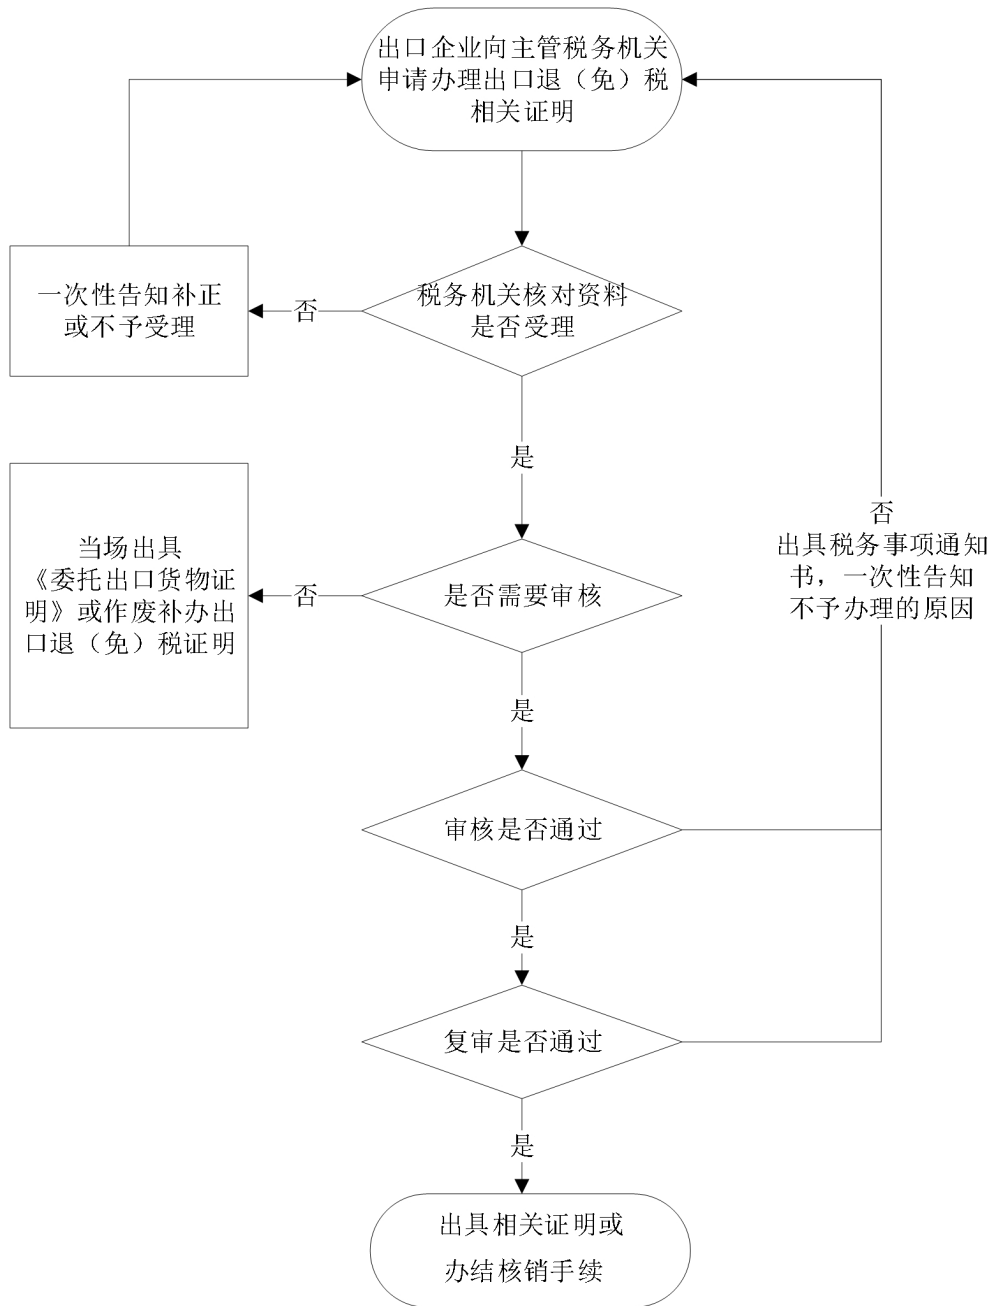 出口企业向主管税务机关
申请办理出口退（免）税
相关证明
税务机关核对资料
是否受理
否
一次性告知补正
或不予受理
是
是否需要审核
否
当场出具
《委托出口货物证
明》或作废补办出
口退（免）税证明
否
出具税务事项通知
书，一次性告知
不予办理的原因
是
审核是否通过
是
复审是否通过
是
出具相关证明或
办结核销手续